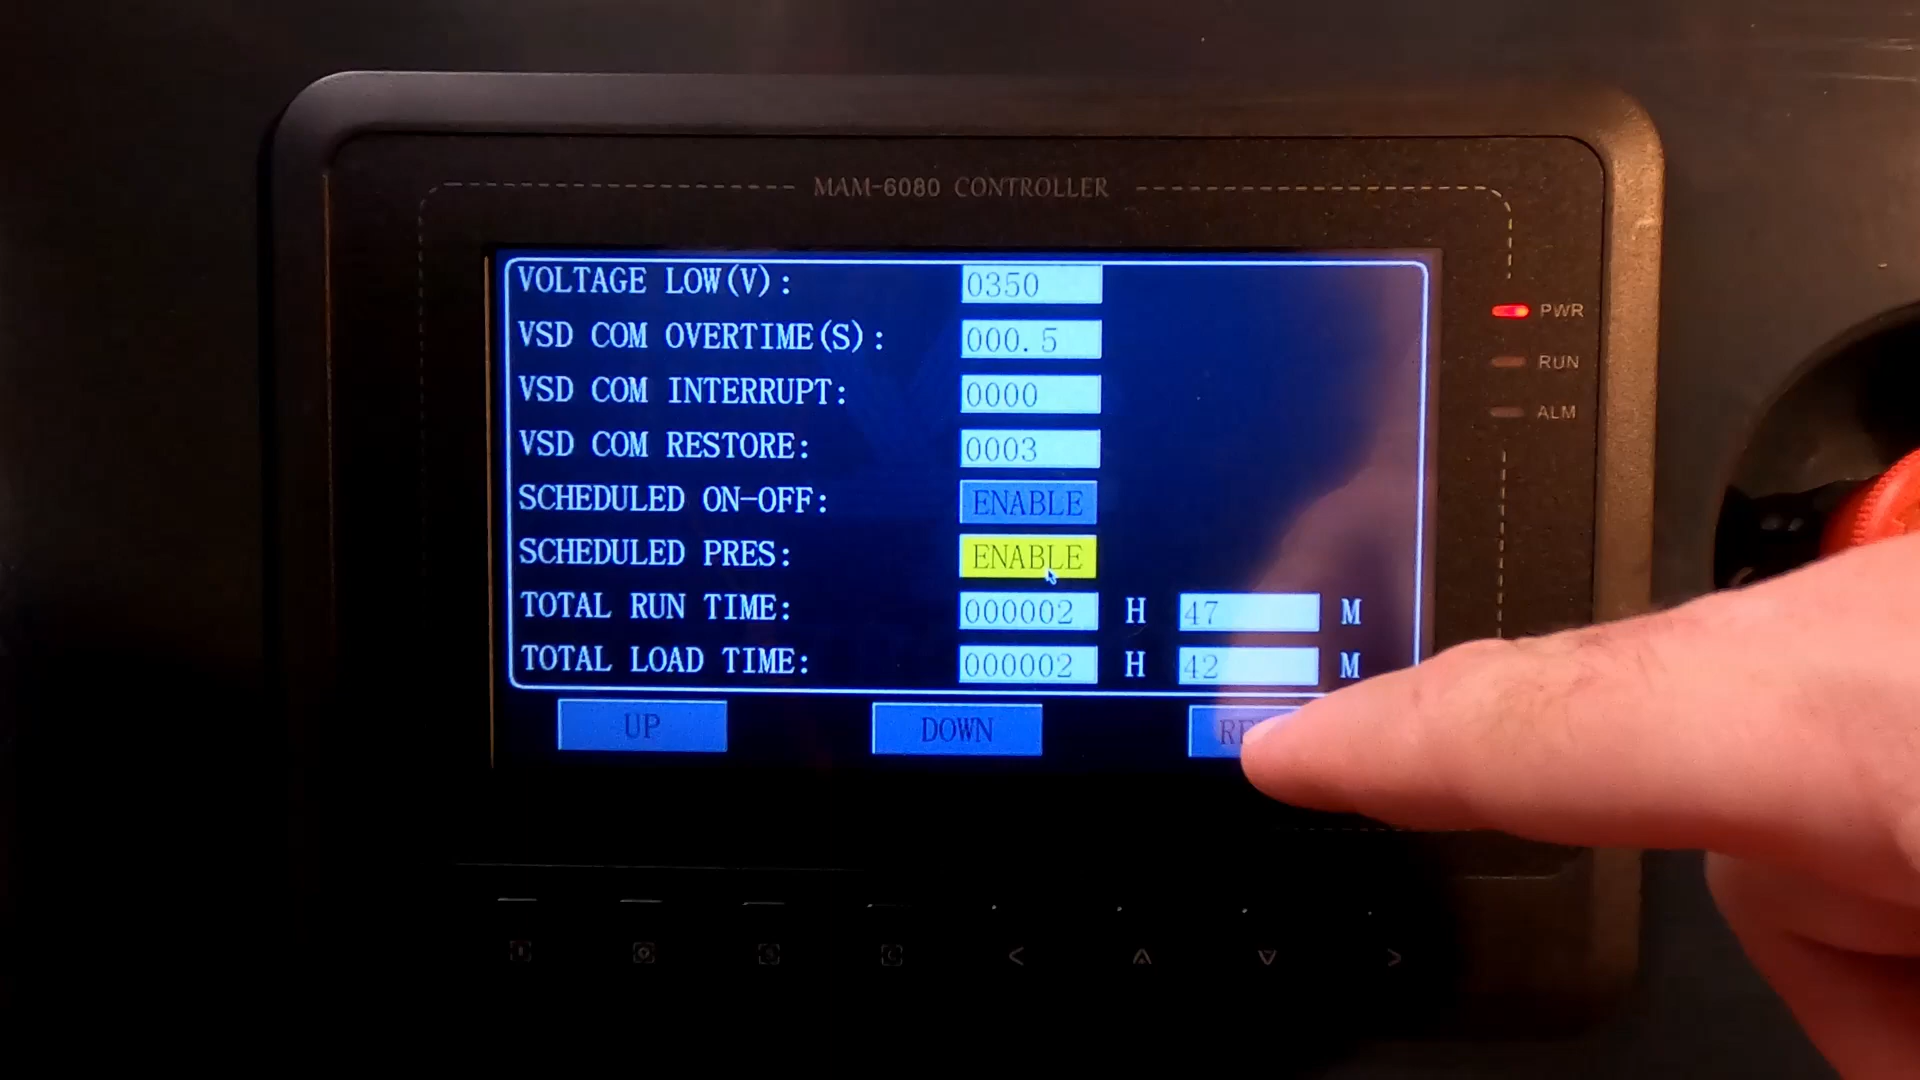 MAM-6080 CONTROLLER
VOLTAGE LOW(V): 0350
VSD COM OVERTIME(S): 000.5
VSD COM INTERRUPT: 0000
VSD COM RESTORE: 0003
SCHEDULED ON-OFF: ENABLE
SCHEDULED PRES: ENABLE
TOTAL RUN TIME: 000002 H 47 M
TOTAL LOAD TIME: 000002 H 42 M
UP DOWN
PWR
RUN
ALM